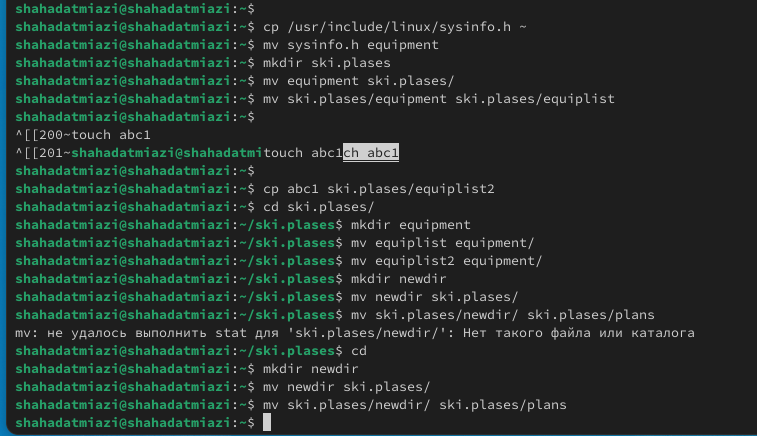 shahadatmiazi@shahadatmiazi:~$
shahadatmiazi@shahadatmiazi:~$ cp /usr/include/linux/sysinfo.h ~
shahadatmiazi@shahadatmiazi:~$ mv sysinfo.h equipment
shahadatmiazi@shahadatmiazi:~$ mkdir ski.plases
shahadatmiazi@shahadatmiazi:~$ mv equipment ski.plases/
shahadatmiazi@shahadatmiazi:~$ mv ski.plases/equipment ski.plases/equiplist
shahadatmiazi@shahadatmiazi:~$
^[[200~touch abc1
^[[201~shahadatmiazi@shahadatmitouch abc1ch abc1
shahadatmiazi@shahadatmiazi:~$
shahadatmiazi@shahadatmiazi:~$ cp abc1 ski.plases/equiplist2
shahadatmiazi@shahadatmiazi:~$ cd ski.plases/
shahadatmiazi@shahadatmiazi:~/ski.plases$ mkdir equipment
shahadatmiazi@shahadatmiazi:~/ski.plases$ mv equiplist equipment/
shahadatmiazi@shahadatmiazi:~/ski.plases$ mv equiplist2 equipment/
shahadatmiazi@shahadatmiazi:~/ski.plases$ mkdir newdir
shahadatmiazi@shahadatmiazi:~/ski.plases$ mv newdir ski.plases/
shahadatmiazi@shahadatmiazi:~/ski.plases$ mv ski.plases/newdir/ ski.plases/plans
mv: не удалось выполнить stat для 'ski.plases/newdir/': Нет такого файла или каталога
shahadatmiazi@shahadatmiazi:~/ski.plases$ cd
shahadatmiazi@shahadatmiazi:~$ mkdir newdir
shahadatmiazi@shahadatmiazi:~$ mv newdir ski.plases/
shahadatmiazi@shahadatmiazi:~$ mv ski.plases/newdir/ ski.plases/plans
shahadatmiazi@shahadatmiazi:~$